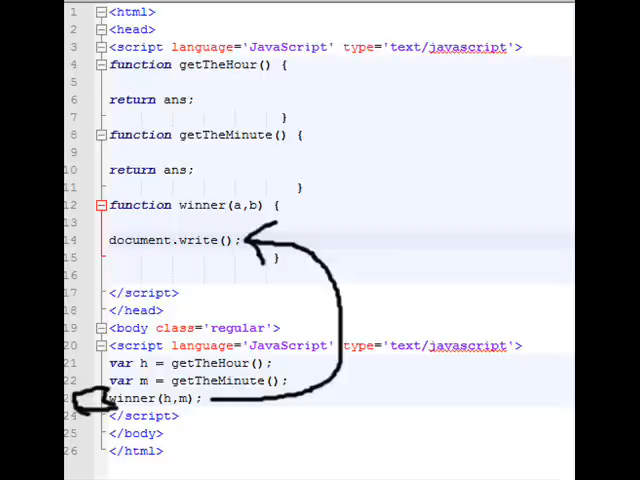 1 <html>
2 <head>
3 <script language='JavaScript' type='text/javascript'>
4 function getTheHour() {
5
6 return ans;
7 }
8 function getTheMinute() {
9
10 return ans;
11 }
12 function winner(a,b) {
13
14 document.write();
15 }
16
17 </script>
18 </head>
19 <body class='regular'>
20 <script language='JavaScript' type='text/javascript'>
21 var h = getTheHour();
22 var m = getTheMinute();
winner(h,m);
24 </script>
25 </body>
26 </html>